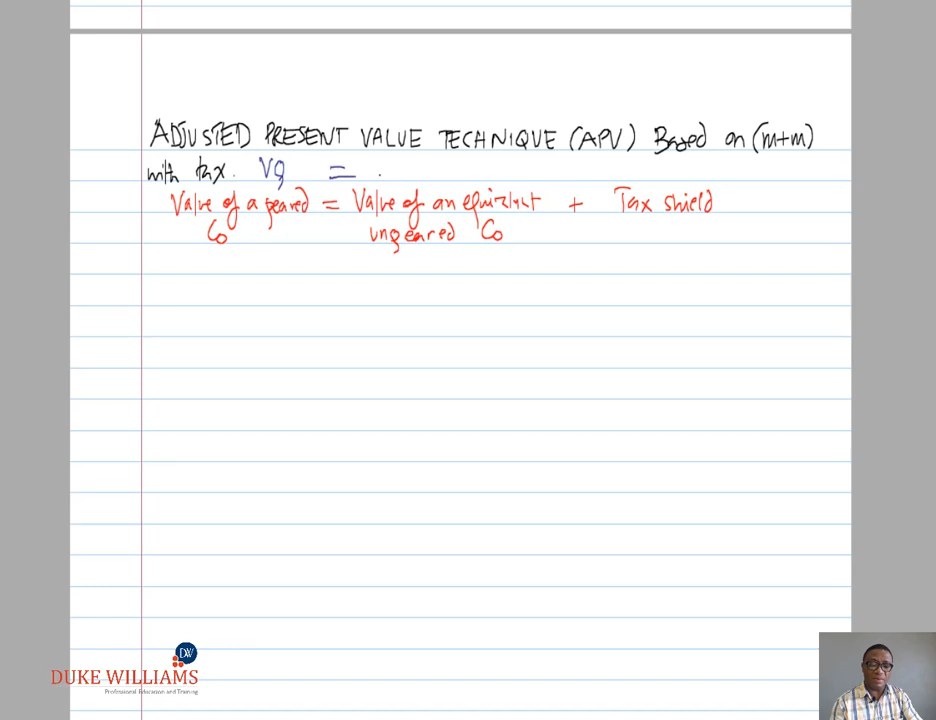 ADJUSTED PRESENT VALUE TECHNIQUE (APV) Based on (m+m)
with tax. Vg =
Value of a geared = Value of an equivalent + Tax shield
Co ungeared Co
DW
DUKE WILLIAMS
Professional Education and Training